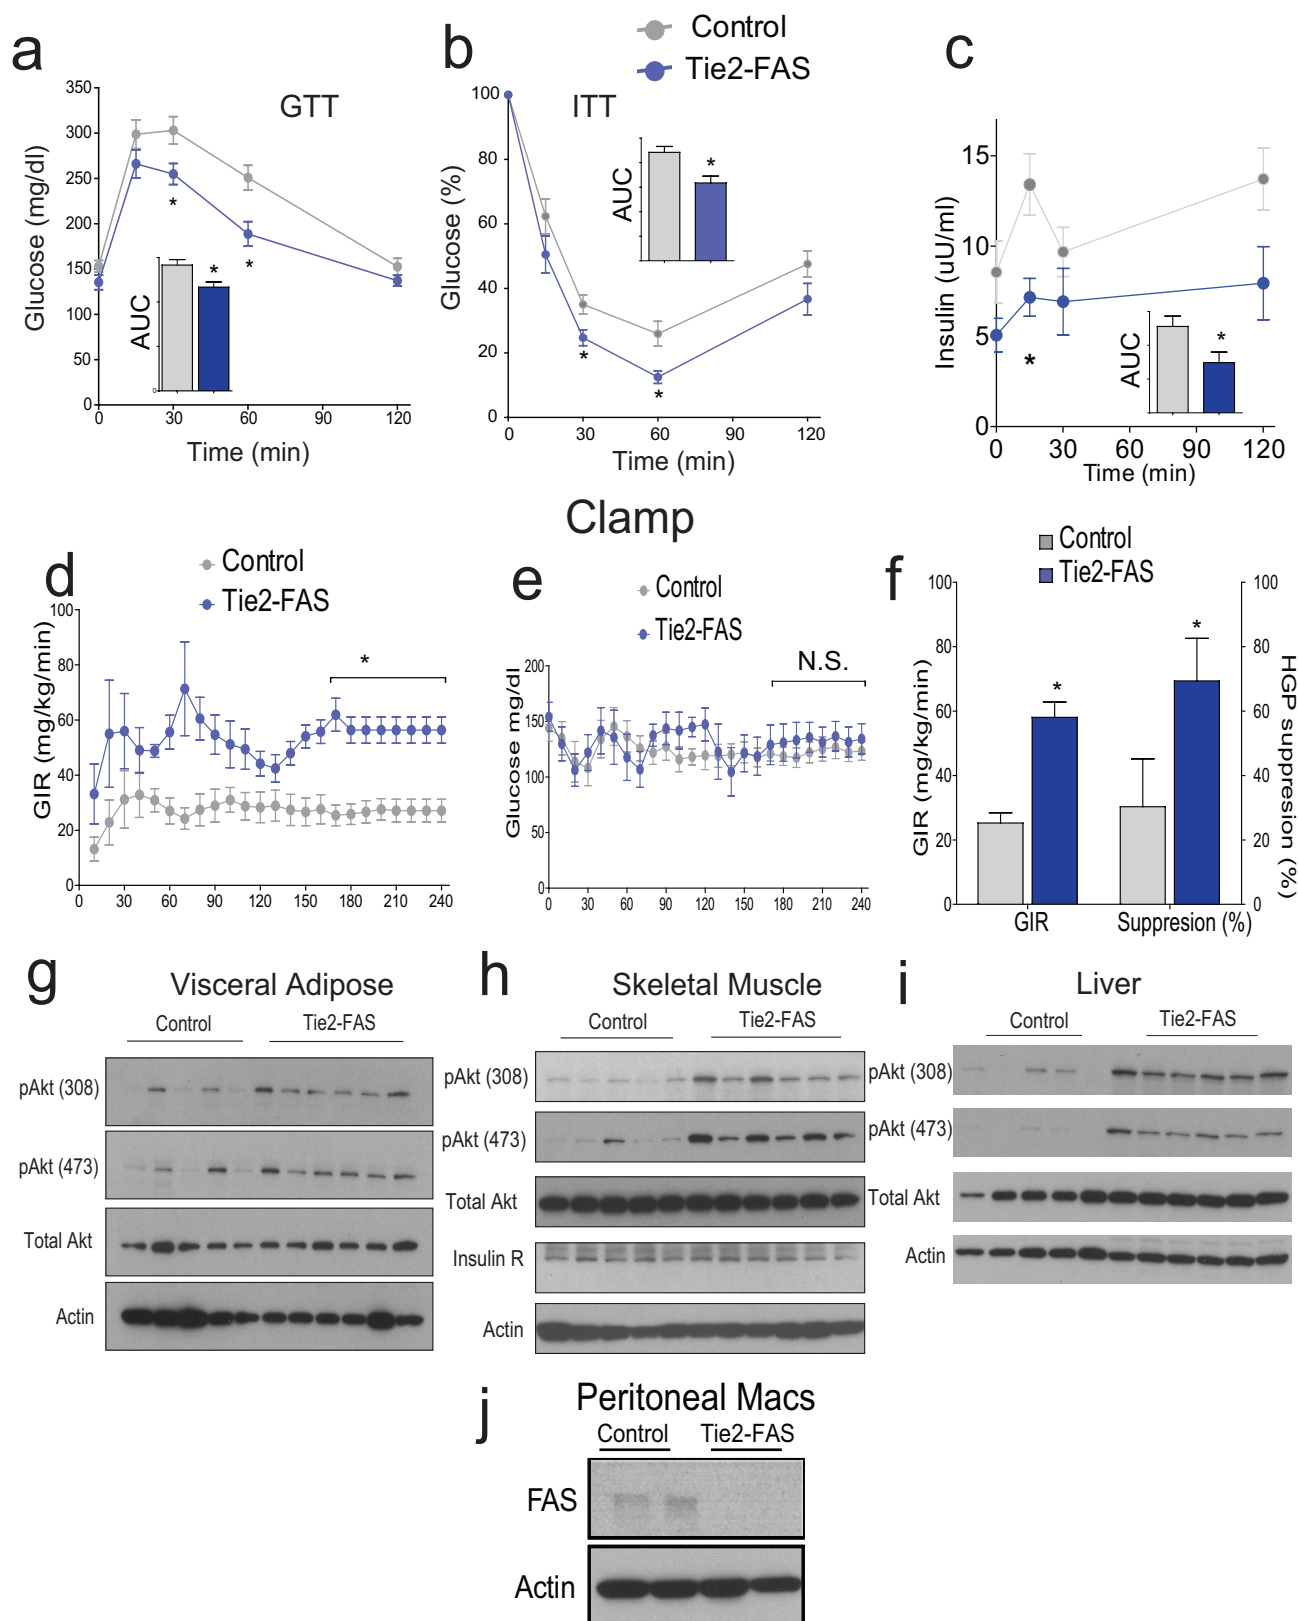 Control
Tie2-FAS
a
GTT
Glucose (mg/dl)
350
300
250
200
150
100
50
0
*
*
AUC
*
0
0
30
60
90
120
Time (min)
b
ITT
Glucose (%)
100
80
60
40
20
0
*
*
AUC
*
0
30
60
90
120
Time (min)
c
Insulin (uU/ml)
15
10
5
0
*
AUC
*
0
30
60
90
120
Time (min)
Clamp
d
Control
Tie2-FAS
GIR (mg/kg/min)
100
80
60
40
20
0
*
0 30 60 90 120 150 180 210 240
e
Control
Tie2-FAS
Glucose mg/dl
200
150
100
50
0
N.S.
0 30 60 90 120 150 180 210 240
f
Control
Tie2-FAS
GIR (mg/kg/min)
100
80
60
40
20
0
*
*
100
80
60
40
20
0
HGP suppresion (%)
GIR
Suppresion (%)
g
Visceral Adipose
Control
Tie2-FAS
pAkt (308)
pAkt (473)
Total Akt
Actin
h
Skeletal Muscle
Control
Tie2-FAS
pAkt (308)
pAkt (473)
Total Akt
Insulin R
Actin
i
Liver
Control
Tie2-FAS
pAkt (308)
pAkt (473)
Total Akt
Actin
j
Peritoneal Macs
Control
Tie2-FAS
FAS
Actin